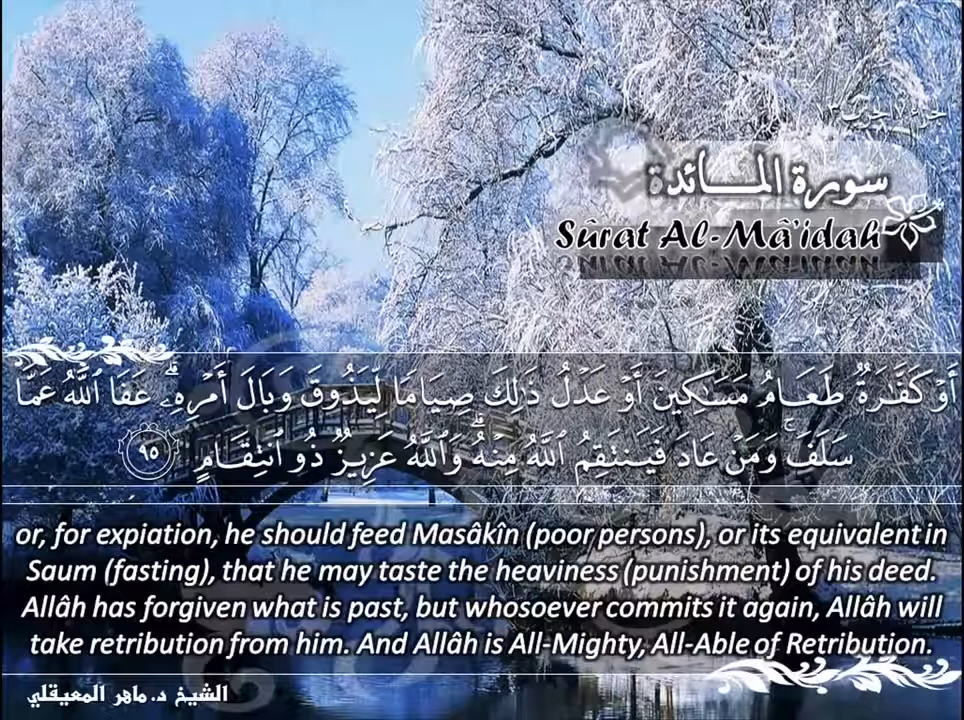 سورة المــائدة
Sûrat Al-Mâ'idah
أَوْ كَفَّـٰرَةٌ طَعَامُ مَسَـٰكِينَ أَوْ عَدْلُ ذَٰلِكَ صِيَامًا لِّيَذُوقَ وَبَالَ أَمْرِهِۦ ۗ عَفَا ٱللَّهُ عَمَّا
سَلَفَ ۚ وَمَنْ عَادَ فَيَنتَقِمُ ٱللَّهُ مِنْهُ ۗ وَٱللَّهُ عَزِيزٌ ذُو ٱنتِقَامٍ ٩٥
or, for expiation, he should feed Masâkîn (poor persons), or its equivalent in
Saum (fasting), that he may taste the heaviness (punishment) of his deed.
Allâh has forgiven what is past, but whosoever commits it again, Allâh will
take retribution from him. And Allâh is All-Mighty, All-Able of Retribution.
الشيخ د. ماهر المعيقلي